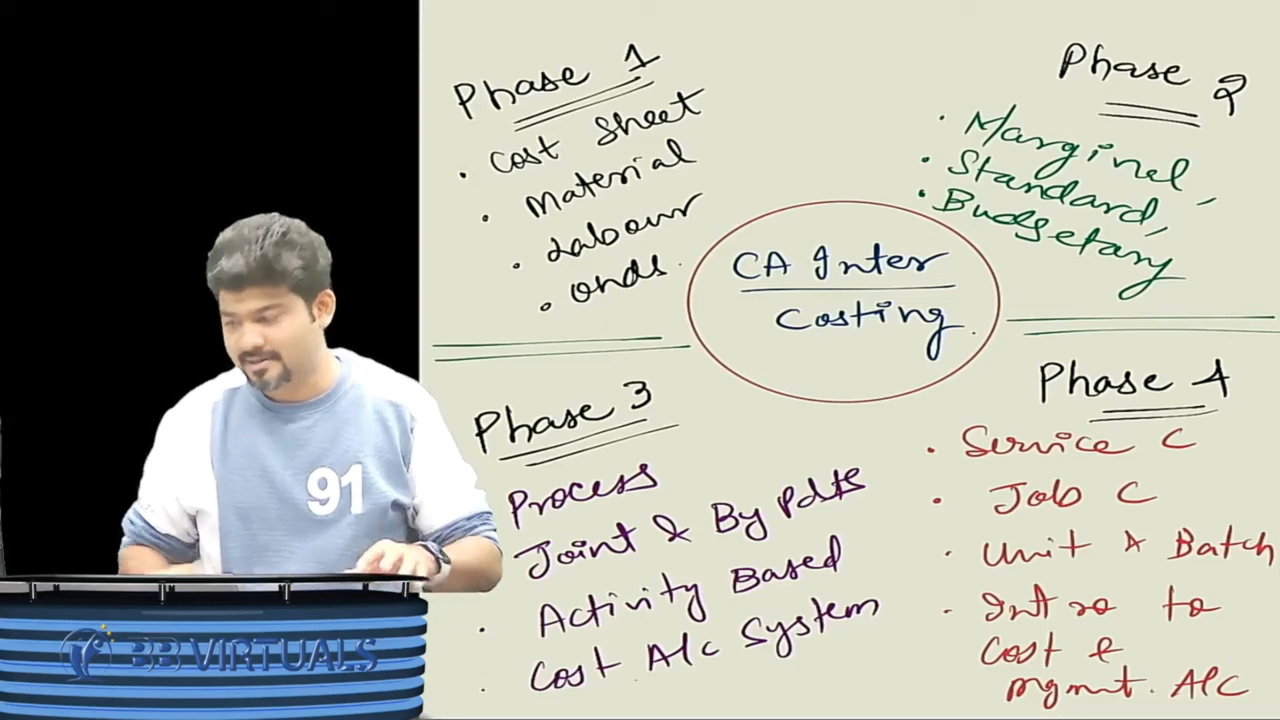 Phase 1
• Cost Sheet
• Material
• Labour
• OHDS.
Phase 2
• Marginal,
• Standard,
• Budgetary
CA Inter
Costing.
Phase 3
Process
Joint & By Pdts
• Activity Based
• Cost A/c System
Phase 4
• Service C
• Job C
• Unit & Batch
• Intro to
Cost &
Mgmt. A/C
91
BB VIRTUALS